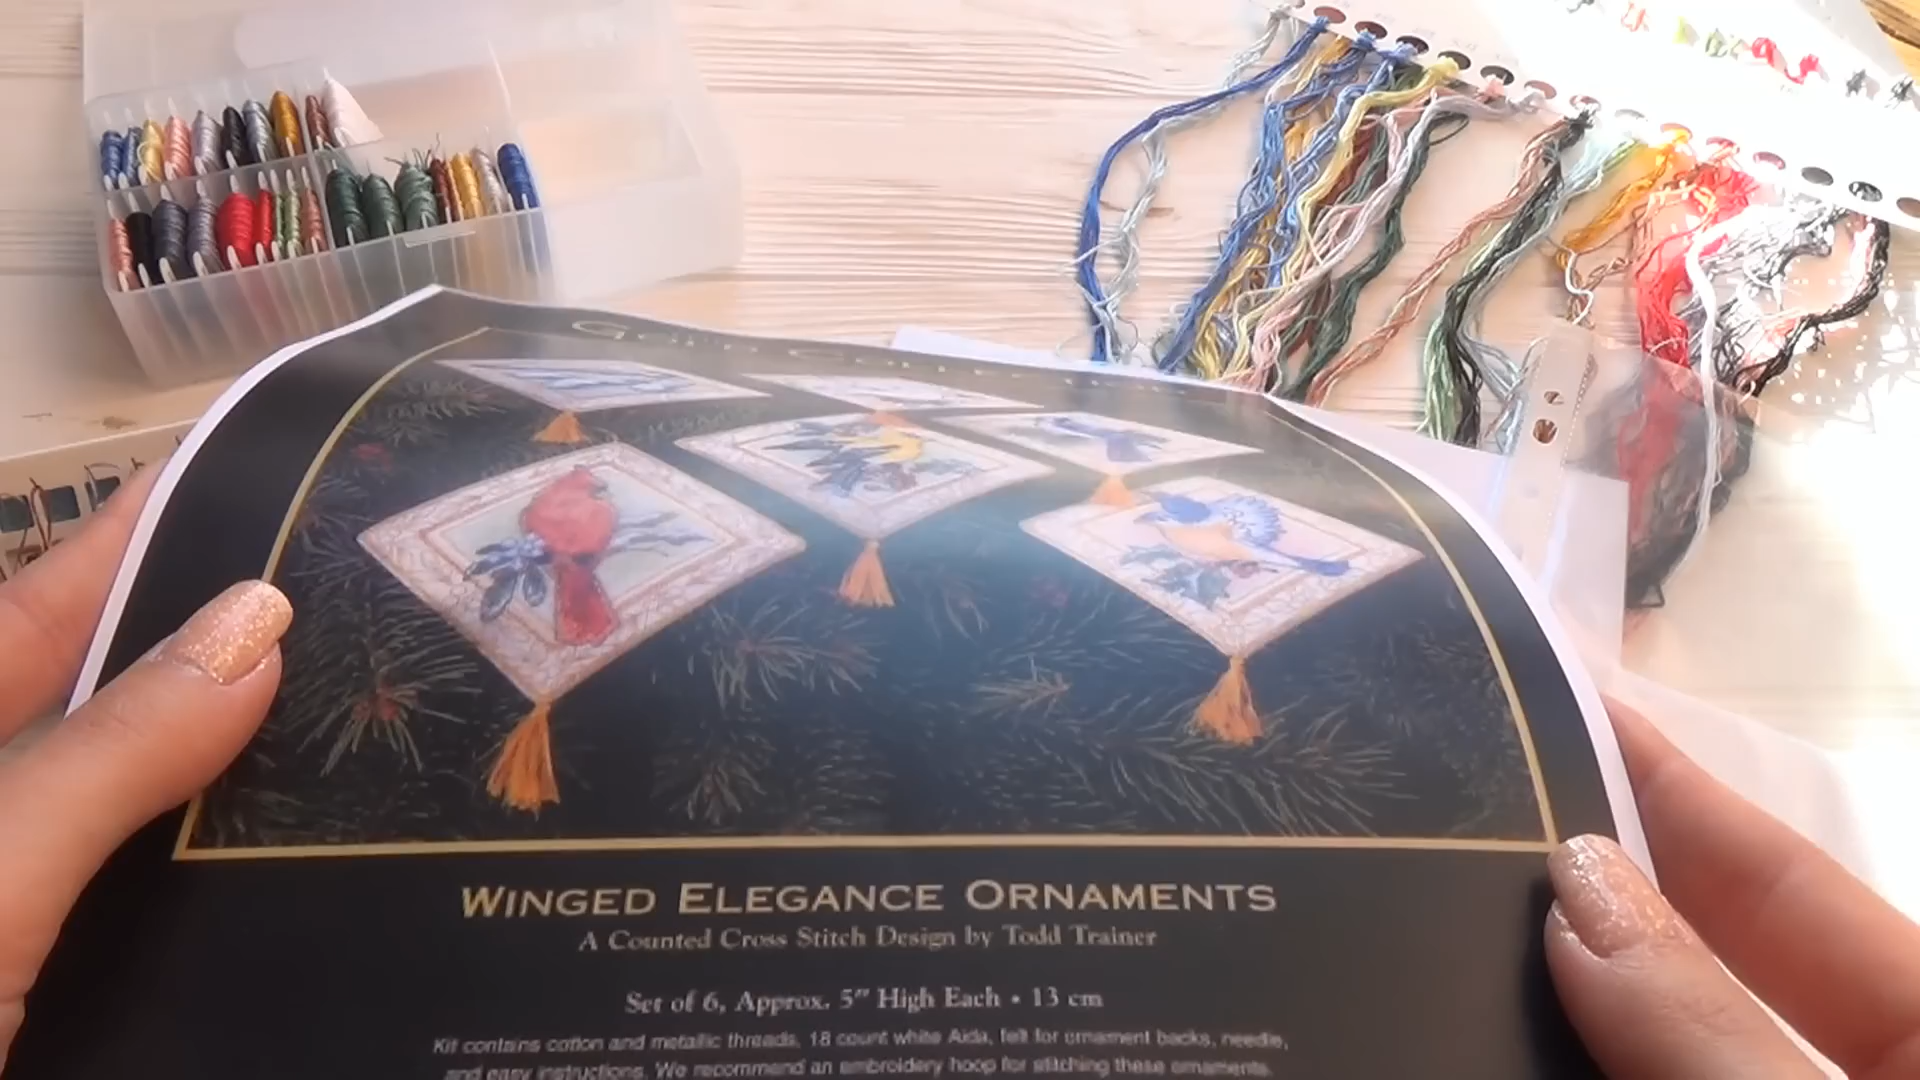 WINGED ELEGANCE ORNAMENTS
A Counted Cross Stitch Design by Todd Trainer
Set of 6, Approx. 5" High Each • 13 cm
Kit contains cotton and metallic threads, 18 count white Aida, felt for ornament backs, needle,
and easy instructions. We recommend an embroidery hoop for stitching these ornaments.